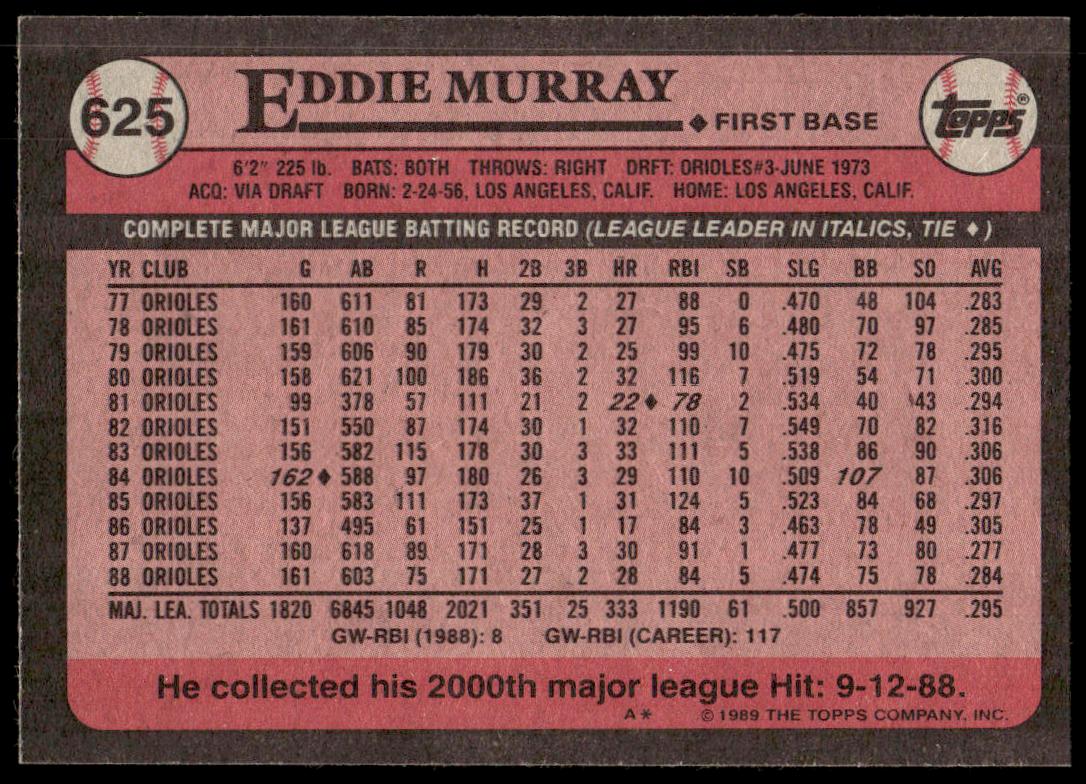 625
EDDIE MURRAY
◆ FIRST BASE
Topps®
6'2" 225 lb. BATS: BOTH THROWS: RIGHT DRFT: ORIOLES#3-JUNE 1973
ACQ: VIA DRAFT BORN: 2-24-56, LOS ANGELES, CALIF. HOME: LOS ANGELES, CALIF.
COMPLETE MAJOR LEAGUE BATTING RECORD (LEAGUE LEADER IN ITALICS, TIE ♦)
YR CLUB G AB R H 2B 3B HR RBI SB SLG BB SO AVG
77 ORIOLES 160 611 81 173 29 2 27 88 0 .470 48 104 .283
78 ORIOLES 161 610 85 174 32 3 27 95 6 .480 70 97 .285
79 ORIOLES 159 606 90 179 30 2 25 99 10 .475 72 78 .295
80 ORIOLES 158 621 100 186 36 2 32 116 7 .519 54 71 .300
81 ORIOLES 99 378 57 111 21 2 22♦ 78 2 .534 40 43 .294
82 ORIOLES 151 550 87 174 30 1 32 110 7 .549 70 82 .316
83 ORIOLES 156 582 115 178 30 3 33 111 5 .538 86 90 .306
84 ORIOLES 162♦ 588 97 180 26 3 29 110 10 .509 107 87 .306
85 ORIOLES 156 583 111 173 37 1 31 124 5 .523 84 68 .297
86 ORIOLES 137 495 61 151 25 1 17 84 3 .463 78 49 .305
87 ORIOLES 160 618 89 171 28 3 30 91 1 .477 73 80 .277
88 ORIOLES 161 603 75 171 27 2 28 84 5 .474 75 78 .284
MAJ. LEA. TOTALS 1820 6845 1048 2021 351 25 333 1190 61 .500 857 927 .295
GW-RBI (1988): 8 GW-RBI (CAREER): 117
He collected his 2000th major league Hit: 9-12-88.
A* ©1989 THE TOPPS COMPANY, INC.